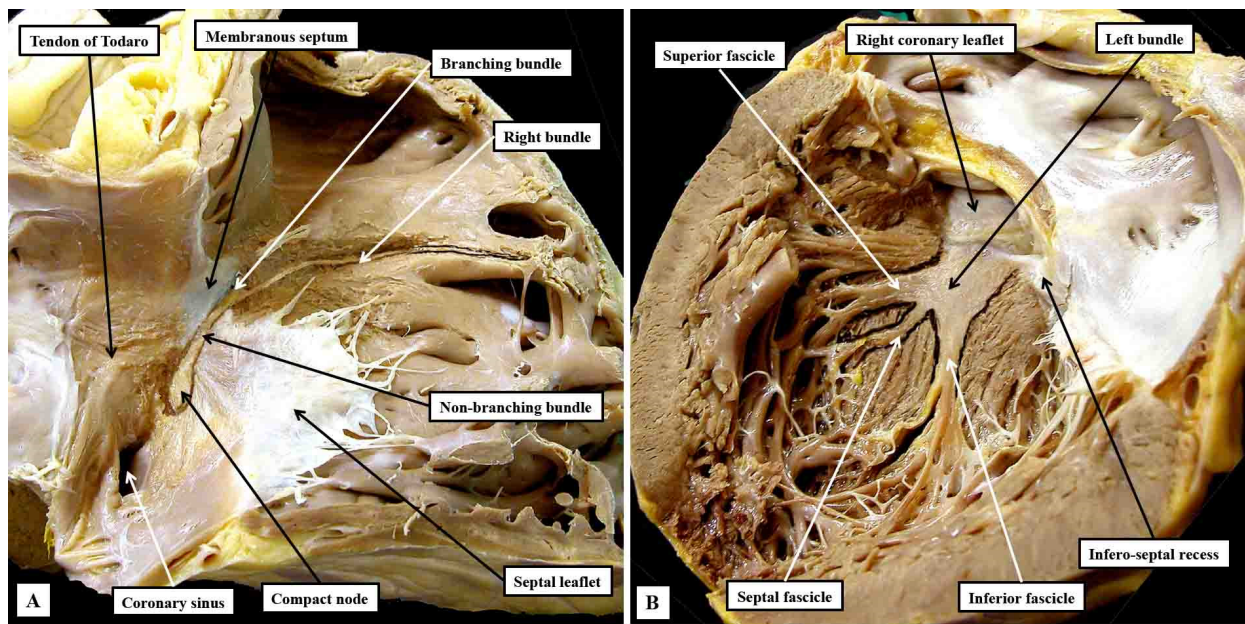 Tendon of Todaro
Membranous septum
Branching bundle
Right bundle
Non-branching bundle
Septal leaflet
Compact node
Coronary sinus
A
Superior fascicle
Right coronary leaflet
Left bundle
Infero-septal recess
Inferior fascicle
Septal fascicle
B